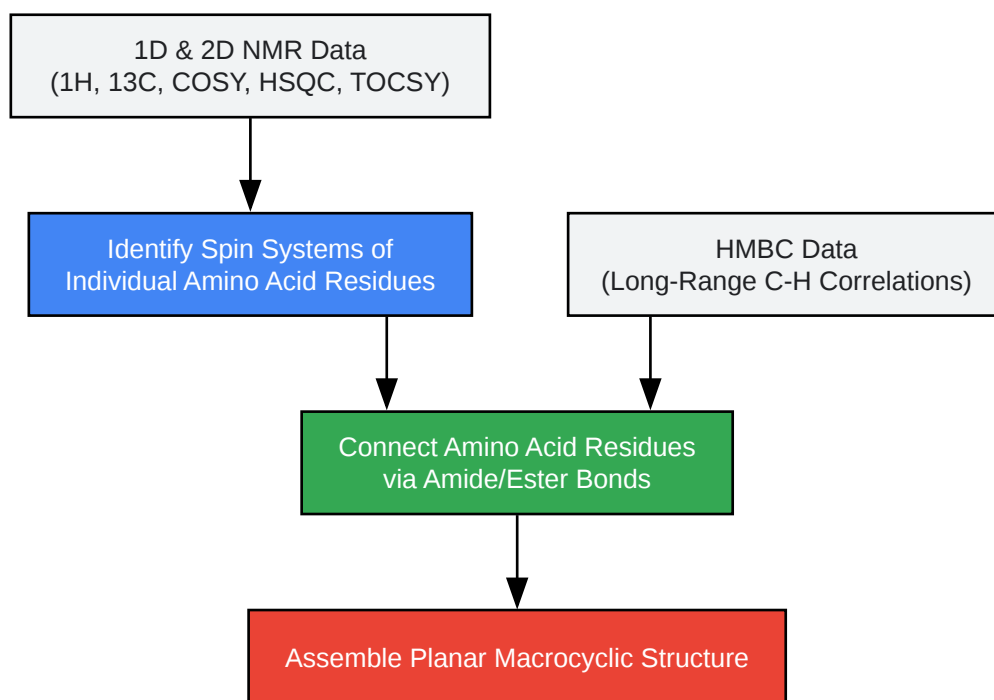 1D & 2D NMR Data
(1H, 13C, COSY, HSQC, TOCSY)
Identify Spin Systems of
Individual Amino Acid Residues
HMBC Data
(Long-Range C-H Correlations)
Connect Amino Acid Residues
via Amide/Ester Bonds
Assemble Planar Macrocyclic Structure